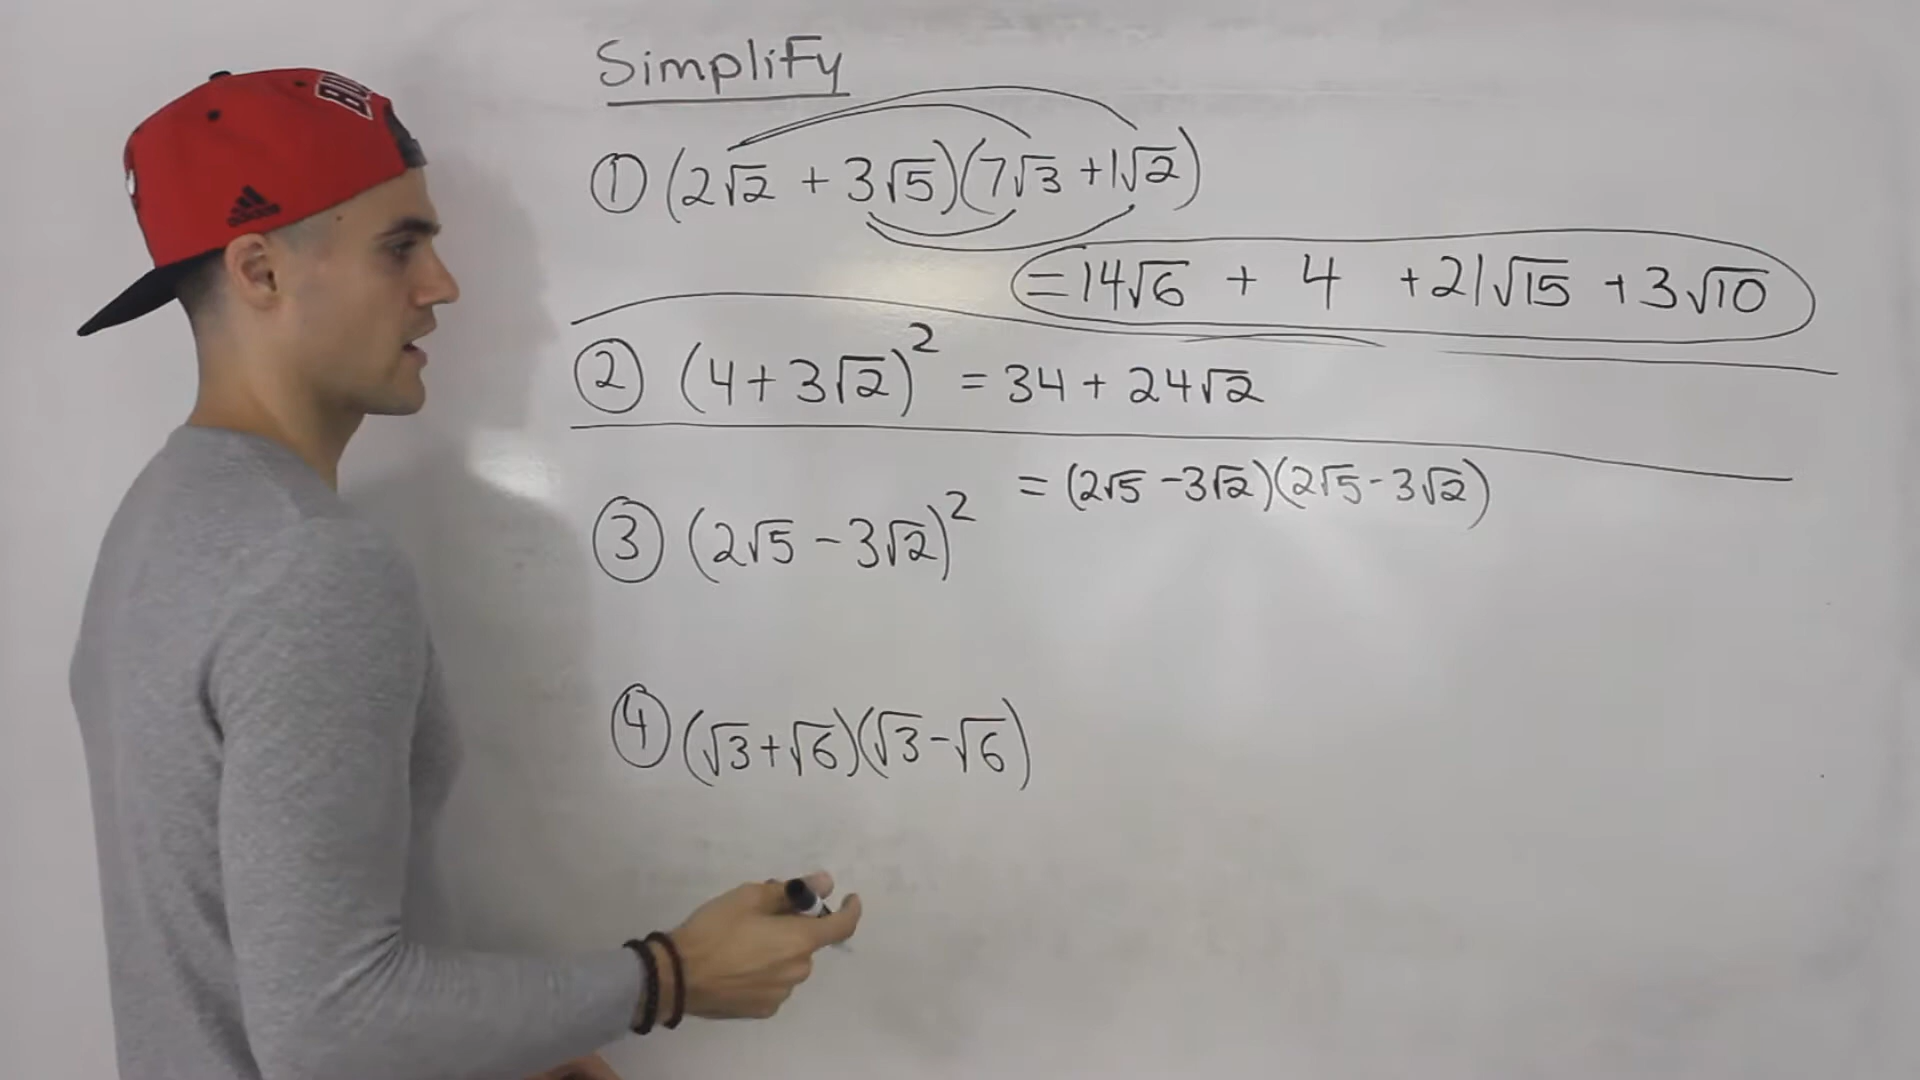 Simplify
① (2√2 + 3√5)(7√3 + 1√2)
= 14√6 + 4 + 21√15 + 3√10
② (4 + 3√2)² = 34 + 24√2
= (2√5 - 3√2)(2√5 - 3√2)
③ (2√5 - 3√2)²
④ (√3 + √6)(√3 - √6)